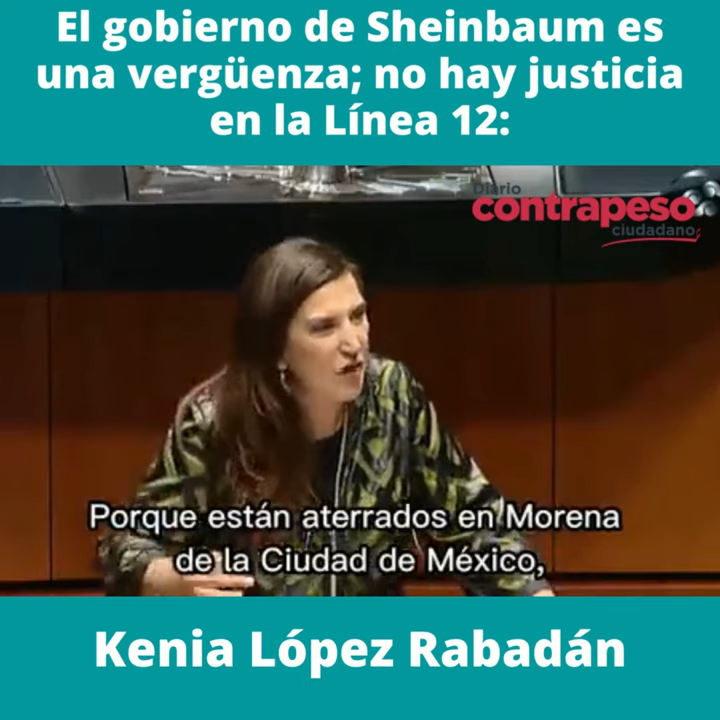 El gobierno de Sheinbaum es
una vergüenza; no hay justicia
en la Línea 12:
Diario
contrapeso
ciudadano
Porque están aterrados en Morena
de la Ciudad de México,
Kenia López Rabadán